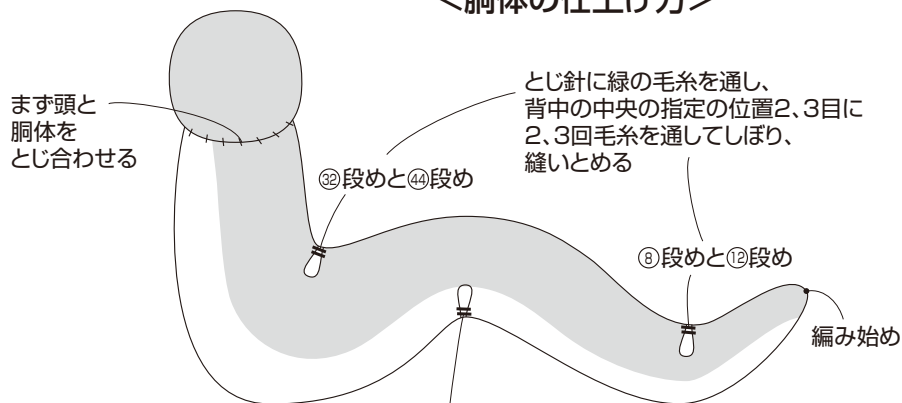 <胴体の仕上げ方>
まず頭と
胴体を
とじ合わせる
とじ針に緑の毛糸を通し、
背中の中央の指定の位置2、3目に
2、3回毛糸を通してしぼり、
縫いとめる
㉜段めと㊹段め
⑧段めと⑫段め
編み始め